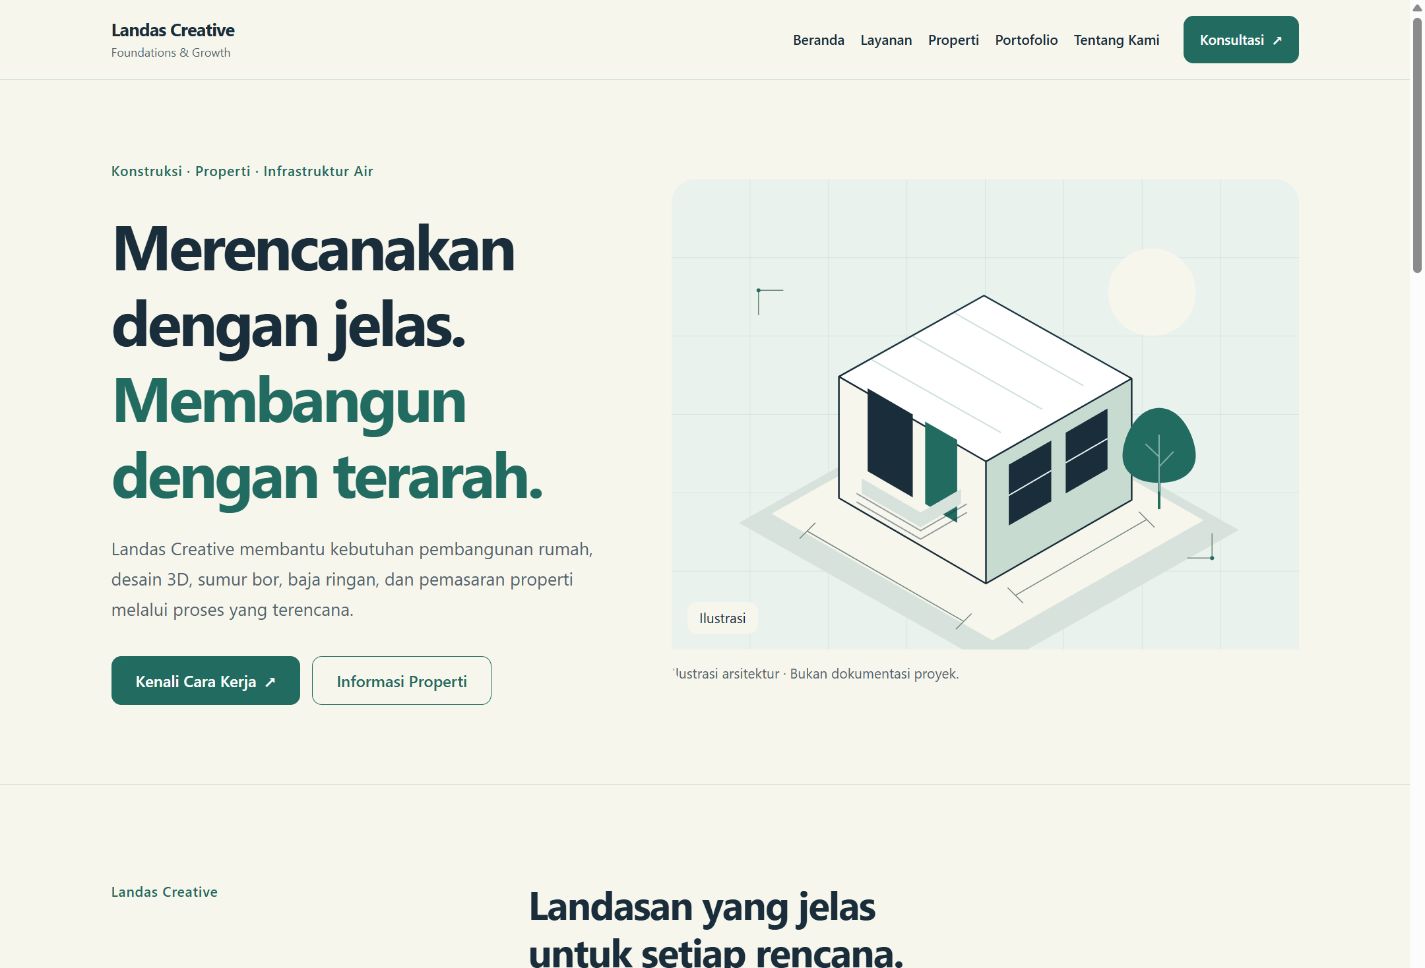 Landas Creative
Foundations & Growth
Beranda Layanan Properti Portofolio Tentang Kami Konsultasi ↗
Konstruksi · Properti · Infrastruktur Air
Merencanakan
dengan jelas.
Membangun
dengan terarah.
Landas Creative membantu kebutuhan pembangunan rumah,
desain 3D, sumur bor, baja ringan, dan pemasaran properti
melalui proses yang terencana.
Kenali Cara Kerja ↗ Informasi Properti
Ilustrasi
lustrasi arsitektur · Bukan dokumentasi proyek.
Landas Creative
Landasan yang jelas
untuk setiap rencana.